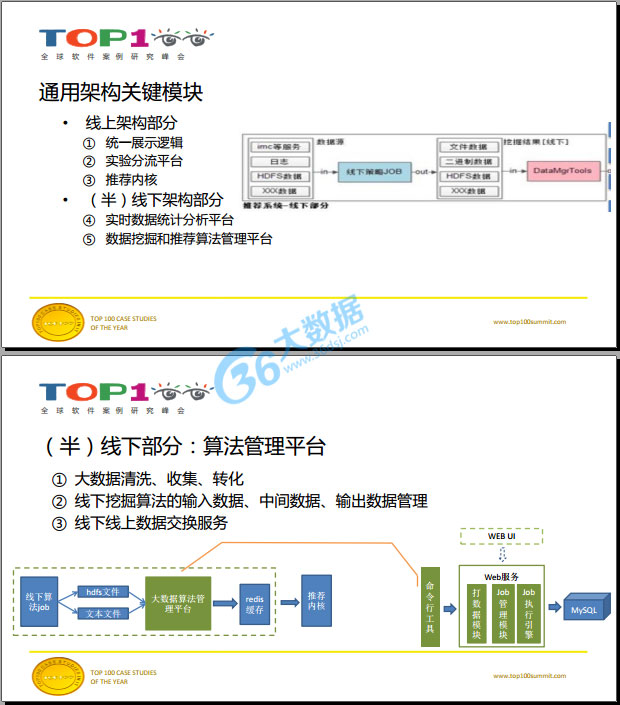 TOP100
全球软件案例研究峰会
通用架构关键模块
• 线上架构部分
① 统一展示逻辑
② 实验分流平台
③ 推荐内核
• （半）线下架构部分
④ 实时数据统计分析平台
⑤ 数据挖掘和推荐算法管理平台
数据源
imc等服务
日志
HDFS数据
XXX数据
in
线下策略JOB
out
挖掘结果[线下]
文件数据
二进制数据
HDFS数据
XXX数据
in
DataMgrTools
推荐系统-线下部分
TOP 100 CASE STUDIES
OF THE YEAR
www.top100summit.com
36大数据
www.36dsj.com
TOP100
全球软件案例研究峰会
（半）线下部分：算法管理平台
① 大数据清洗、收集、转化
② 线下挖掘算法的输入数据、中间数据、输出数据管理
③ 线下线上数据交换服务
线下算
法job
hdfs文件
文本文件
大数据算法管
理平台
redis
缓存
推荐
内核
命令行工具
WEB UI
Web服务
打数据模块
Job管理模块
Job执行引擎
MySQL
TOP 100 CASE STUDIES
OF THE YEAR
www.top100summit.com